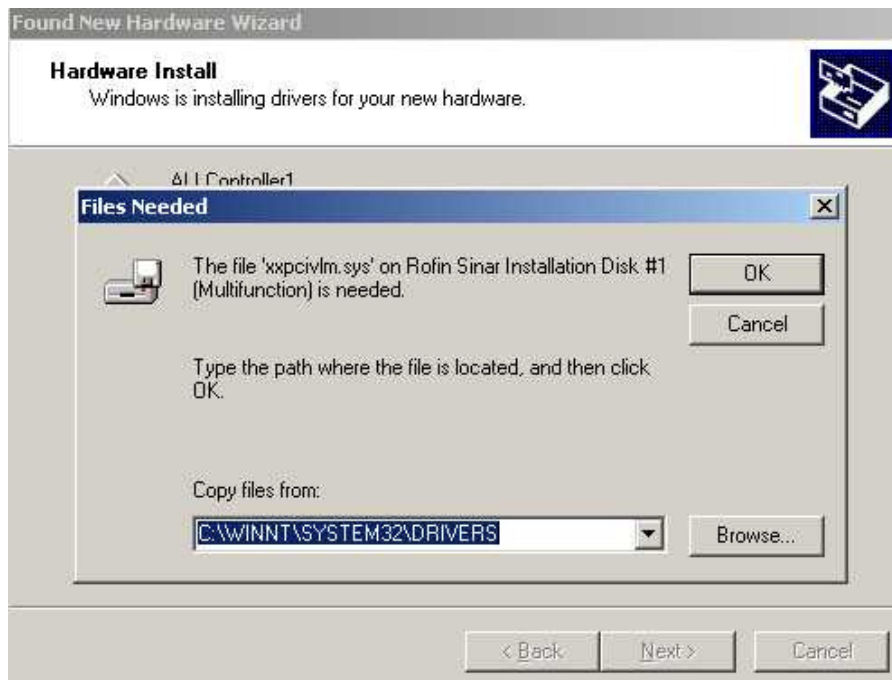 Found New Hardware Wizard
Hardware Install
Windows is installing drivers for your new hardware.
Files Needed
The file 'xxpcivlm.sys' on Rofin Sinar Installation Disk #1
(Multifunction) is needed.
OK
Cancel
Type the path where the file is located, and then click
OK.
Copy files from:
C:\WINNT\SYSTEM32\DRIVERS
Browse...
< Back
Next >
Cancel